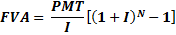 FVA = PMT/I [(1 + I)^N − 1]